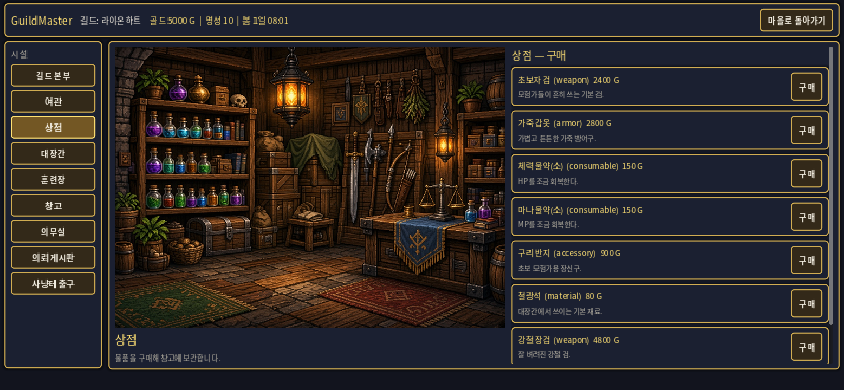 GuildMaster 길드: 라이온하트 골드5000 G | 명성 10 | 봄 1일 08:01
마을로 돌아가기
시설
길드 본부
여관
상점
대장간
훈련장
창고
의무실
의뢰게시판
사냥터 출구
상점
물품을 구매해 창고에 보관합니다.
상점 — 구매
초보자 검 (weapon) 2400 G
모험가들이 흔히 쓰는 기본 검.
구매
가죽갑옷 (armor) 2800 G
가볍고 튼튼한 가죽 방어구.
구매
체력물약(소) (consumable) 150 G
HP를 조금 회복한다.
구매
마나물약(소) (consumable) 150 G
MP를 조금 회복한다.
구매
구리반지 (accessory) 900 G
초보 모험가용 장신구.
구매
철광석 (material) 80 G
대장간에서 쓰이는 기본 재료.
구매
강철장검 (weapon) 4800 G
잘 벼려진 강철 검.
구매